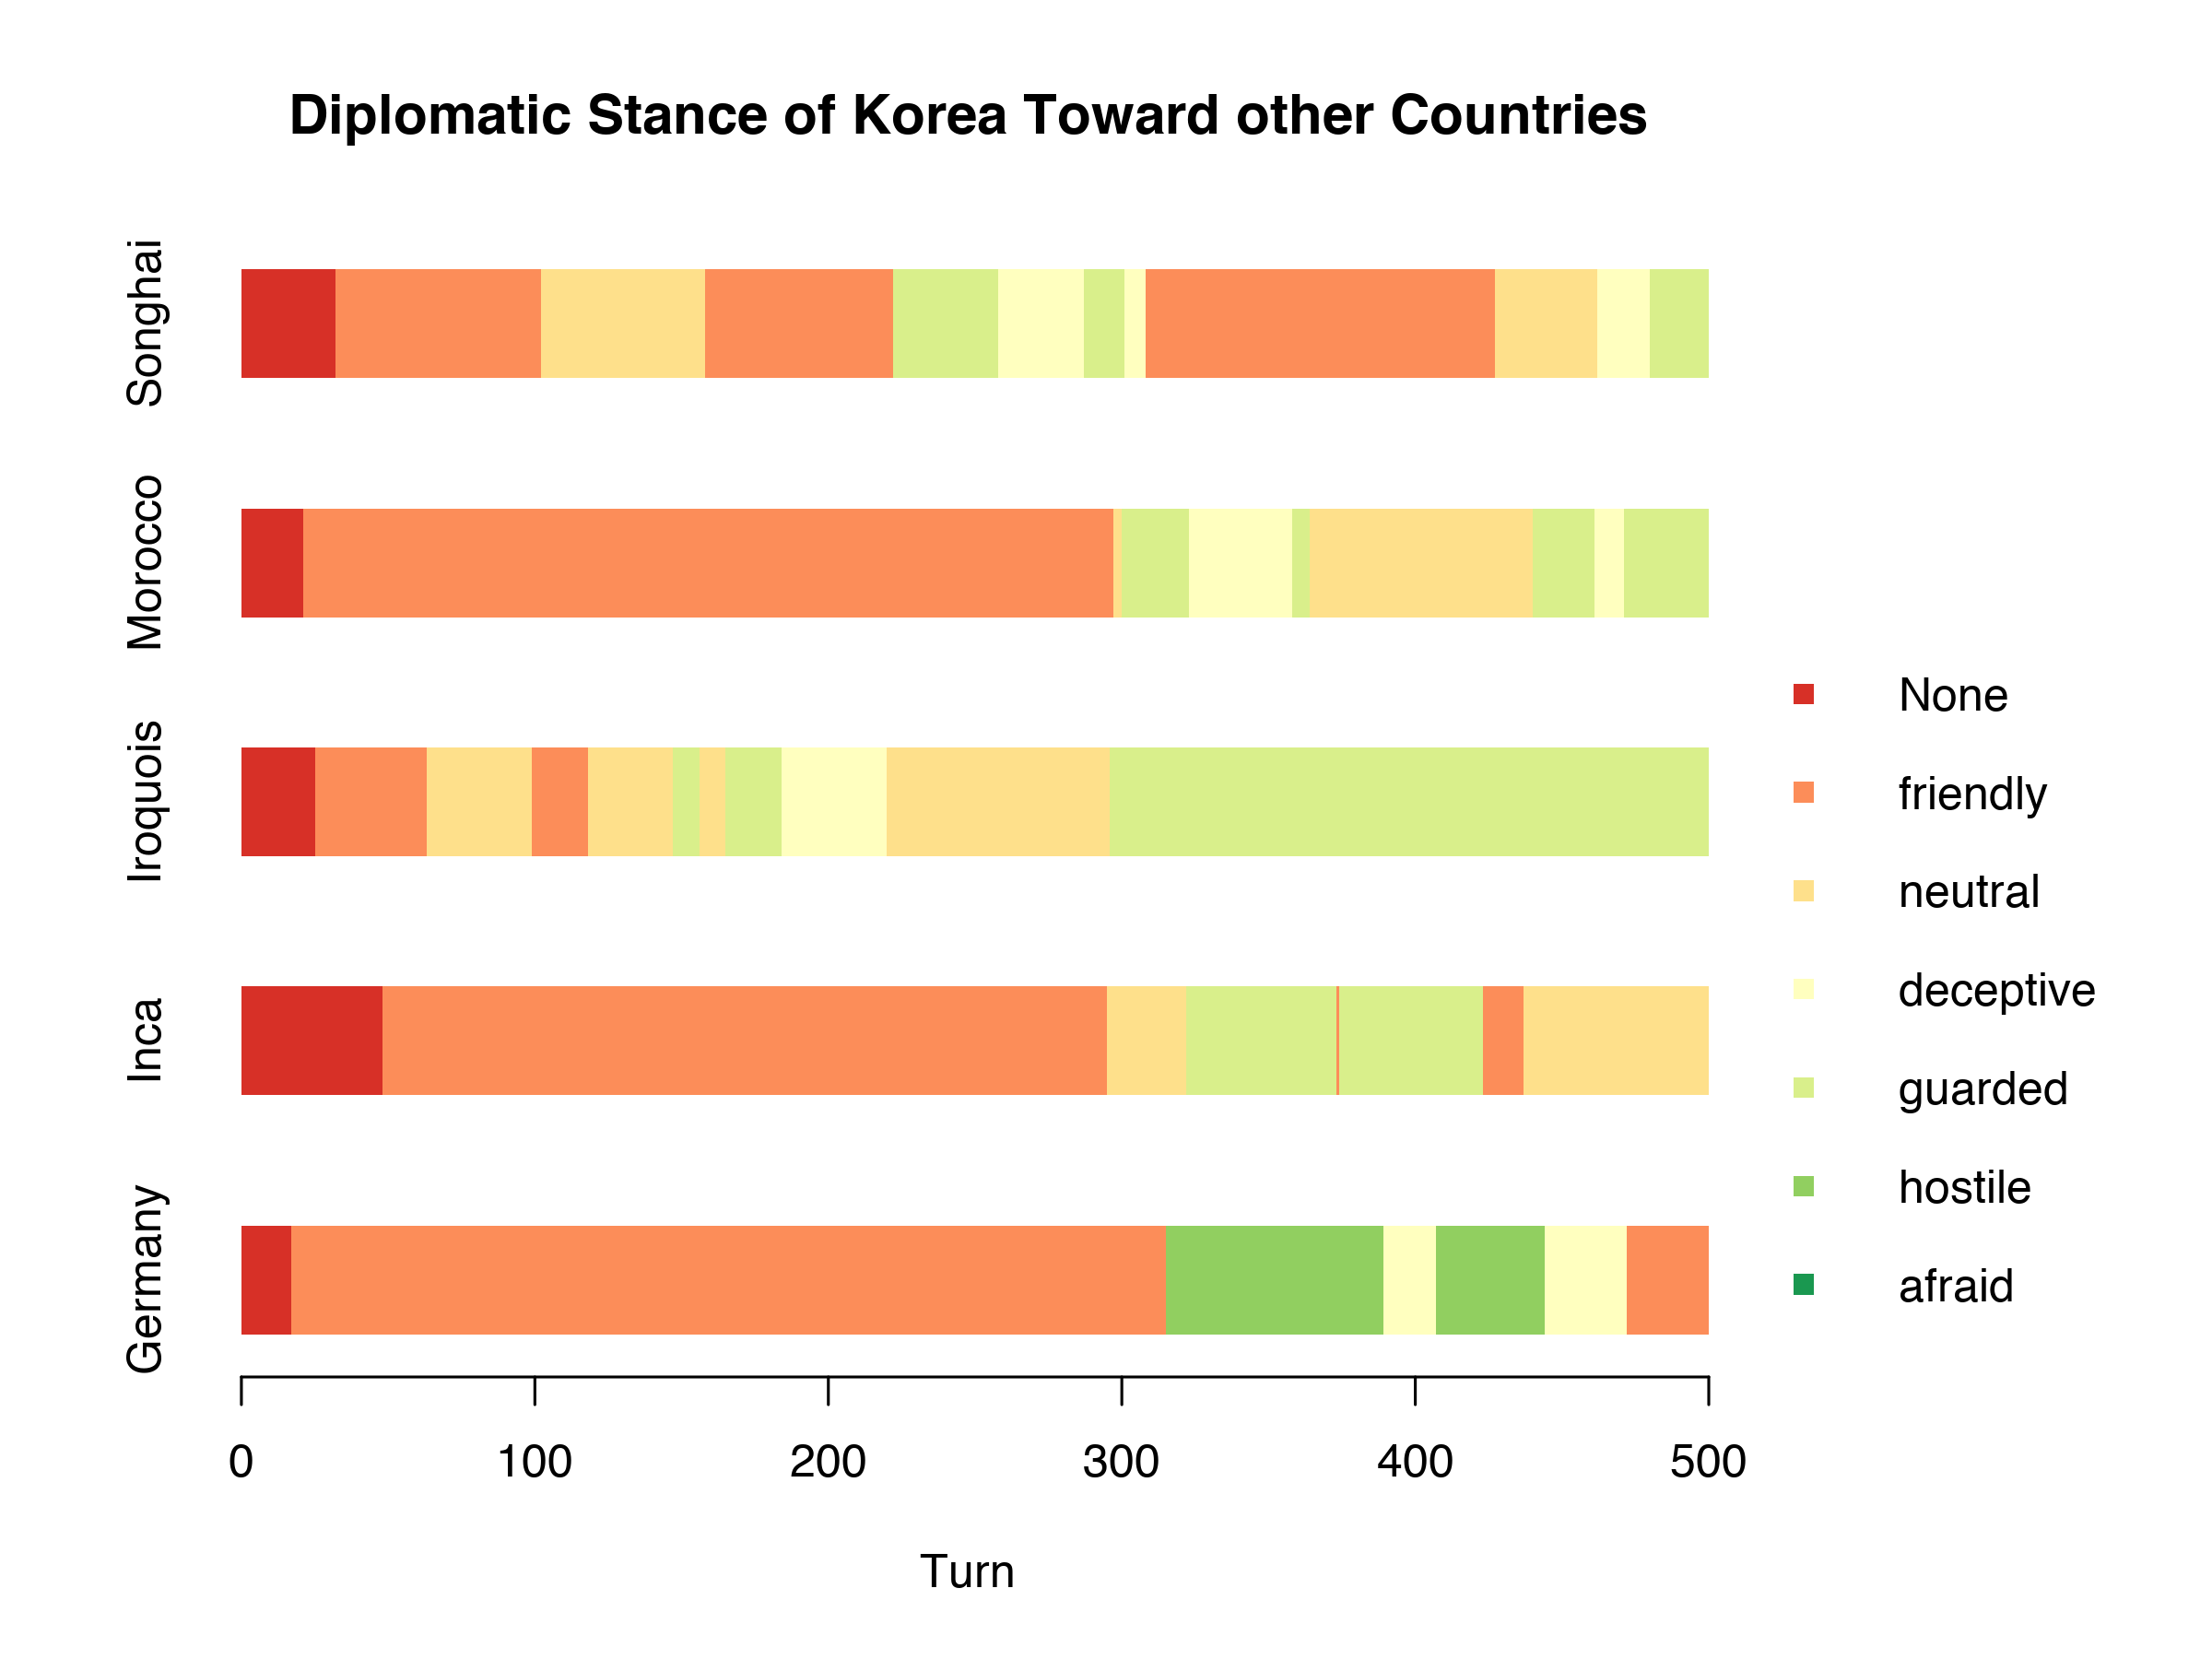 Diplomatic Stance of Korea Toward other Countries
Songhai
Morocco
Iroquois
Inca
Germany
0 100 200 300 400 500
Turn
None
friendly
neutral
deceptive
guarded
hostile
afraid